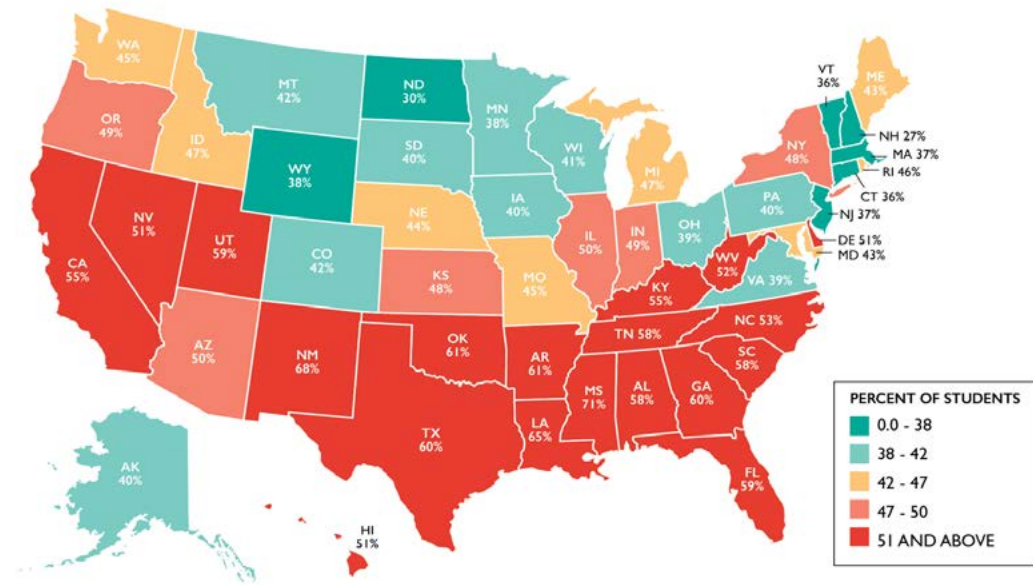 WA
45%
MT
42%
ND
30%
MN
38%
VT
36%
ME
43%
OR
49%
ID
47%
WY
38%
SD
40%
WI
41%
MI
47%
NY
48%
NH 27%
MA 37%
RI 46%
CT 36%
NJ 37%
PA
40%
IA
40%
NE
44%
NV
51%
UT
59%
CO
42%
CA
55%
KS
48%
MO
45%
IL
50%
IN
49%
OH
39%
WV
52%
DE 51%
MD 43%
VA 39%
KY
55%
NC 53%
TN 58%
SC
58%
AZ
50%
NM
68%
OK
61%
AR
61%
MS
71%
AL
58%
GA
60%
TX
60%
LA
65%
FL
59%
AK
40%
HI
51%
PERCENT OF STUDENTS
0.0 - 38
38 - 42
42 - 47
47 - 50
51 AND ABOVE